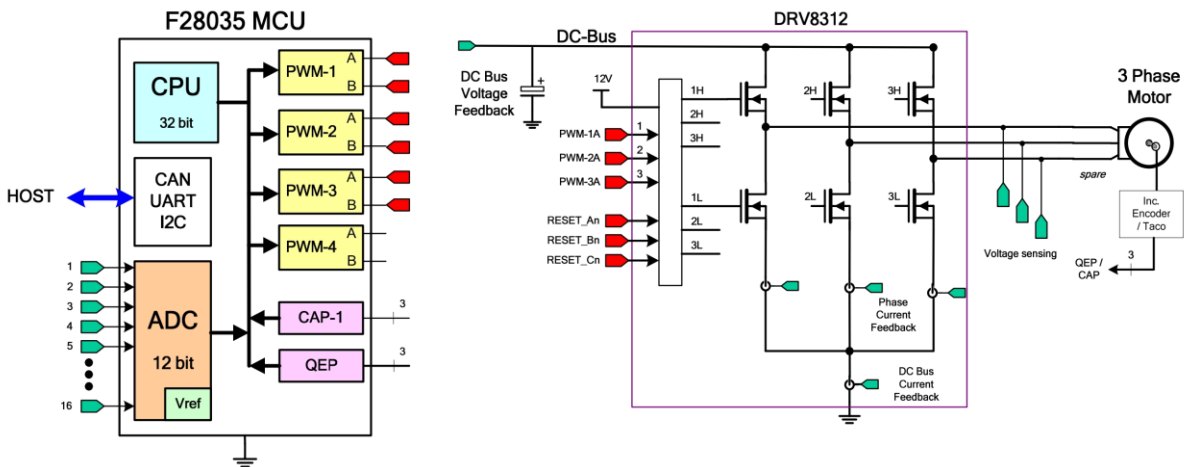 F28035 MCU
CPU
32 bit
CAN
UART
I2C
HOST
ADC
12 bit
Vref
1
2
3
4
5
16
PWM-1
A
B
PWM-2
A
B
PWM-3
A
B
PWM-4
A
B
CAP-1
3
QEP
3
DRV8312
DC-Bus
DC Bus
Voltage
Feedback
12V
PWM-1A
1
PWM-2A
2
PWM-3A
3
RESET_An
RESET_Bn
RESET_Cn
1H
2H
3H
1L
2L
3L
2H
3H
2L
3L
Phase
Current
Feedback
DC Bus
Current
Feedback
3 Phase
Motor
spare
Voltage sensing
Inc.
Encoder
/ Taco
QEP /
CAP
3